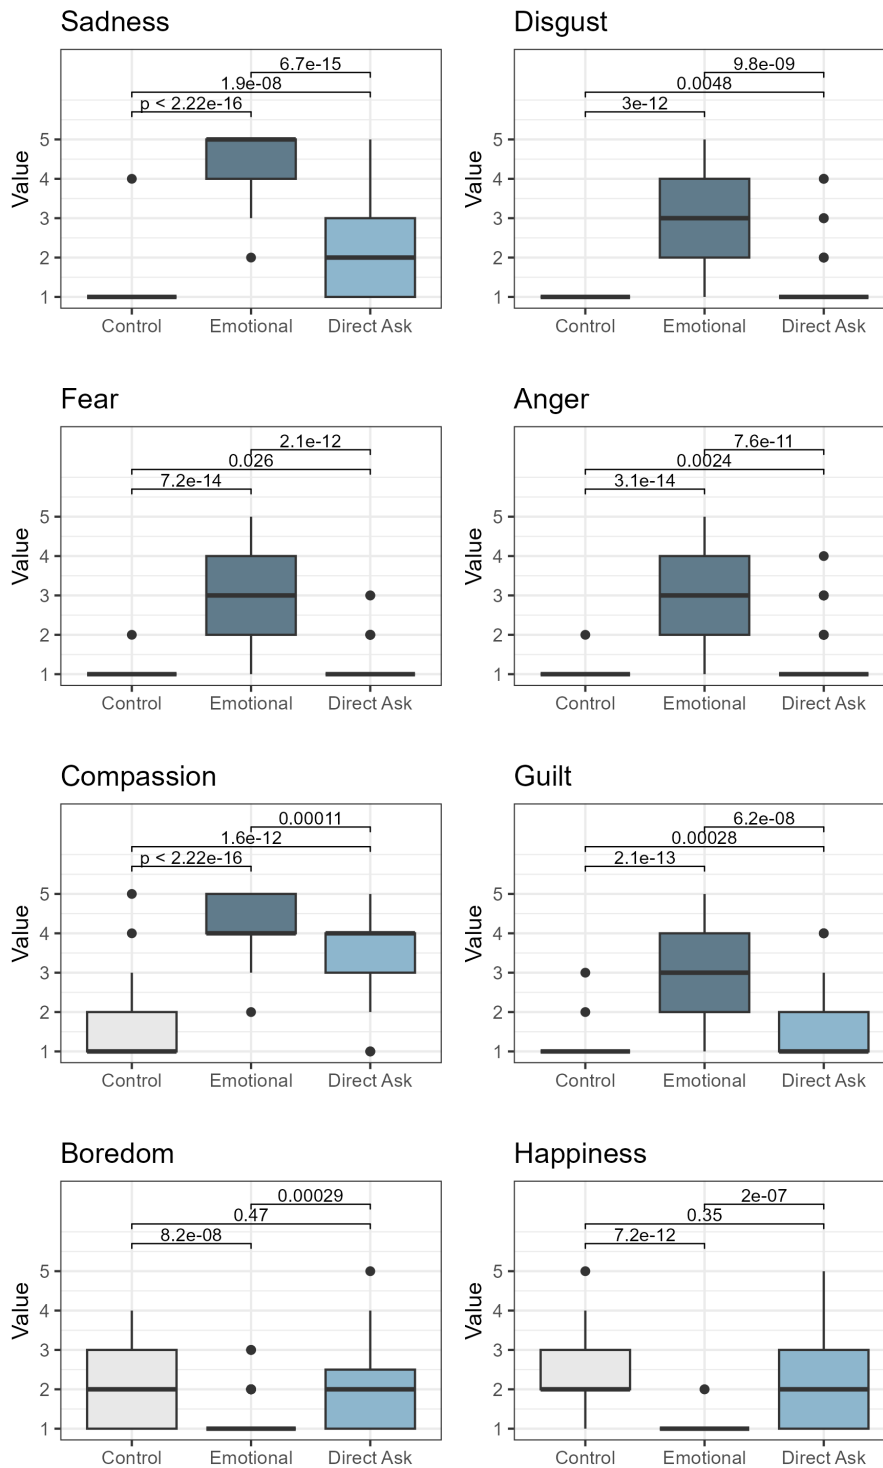 Sadness
6.7e-15
1.9e-08
p < 2.22e-16
5
4
3
2
1
Value
Control Emotional Direct Ask
Disgust
9.8e-09
0.0048
3e-12
5
4
3
2
1
Value
Control Emotional Direct Ask
Fear
2.1e-12
0.026
7.2e-14
5
4
3
2
1
Value
Control Emotional Direct Ask
Anger
7.6e-11
0.0024
3.1e-14
5
4
3
2
1
Value
Control Emotional Direct Ask
Compassion
0.00011
1.6e-12
p < 2.22e-16
5
4
3
2
1
Value
Control Emotional Direct Ask
Guilt
6.2e-08
0.00028
2.1e-13
5
4
3
2
1
Value
Control Emotional Direct Ask
Boredom
0.00029
0.47
8.2e-08
5
4
3
2
1
Value
Control Emotional Direct Ask
Happiness
2e-07
0.35
7.2e-12
5
4
3
2
1
Value
Control Emotional Direct Ask